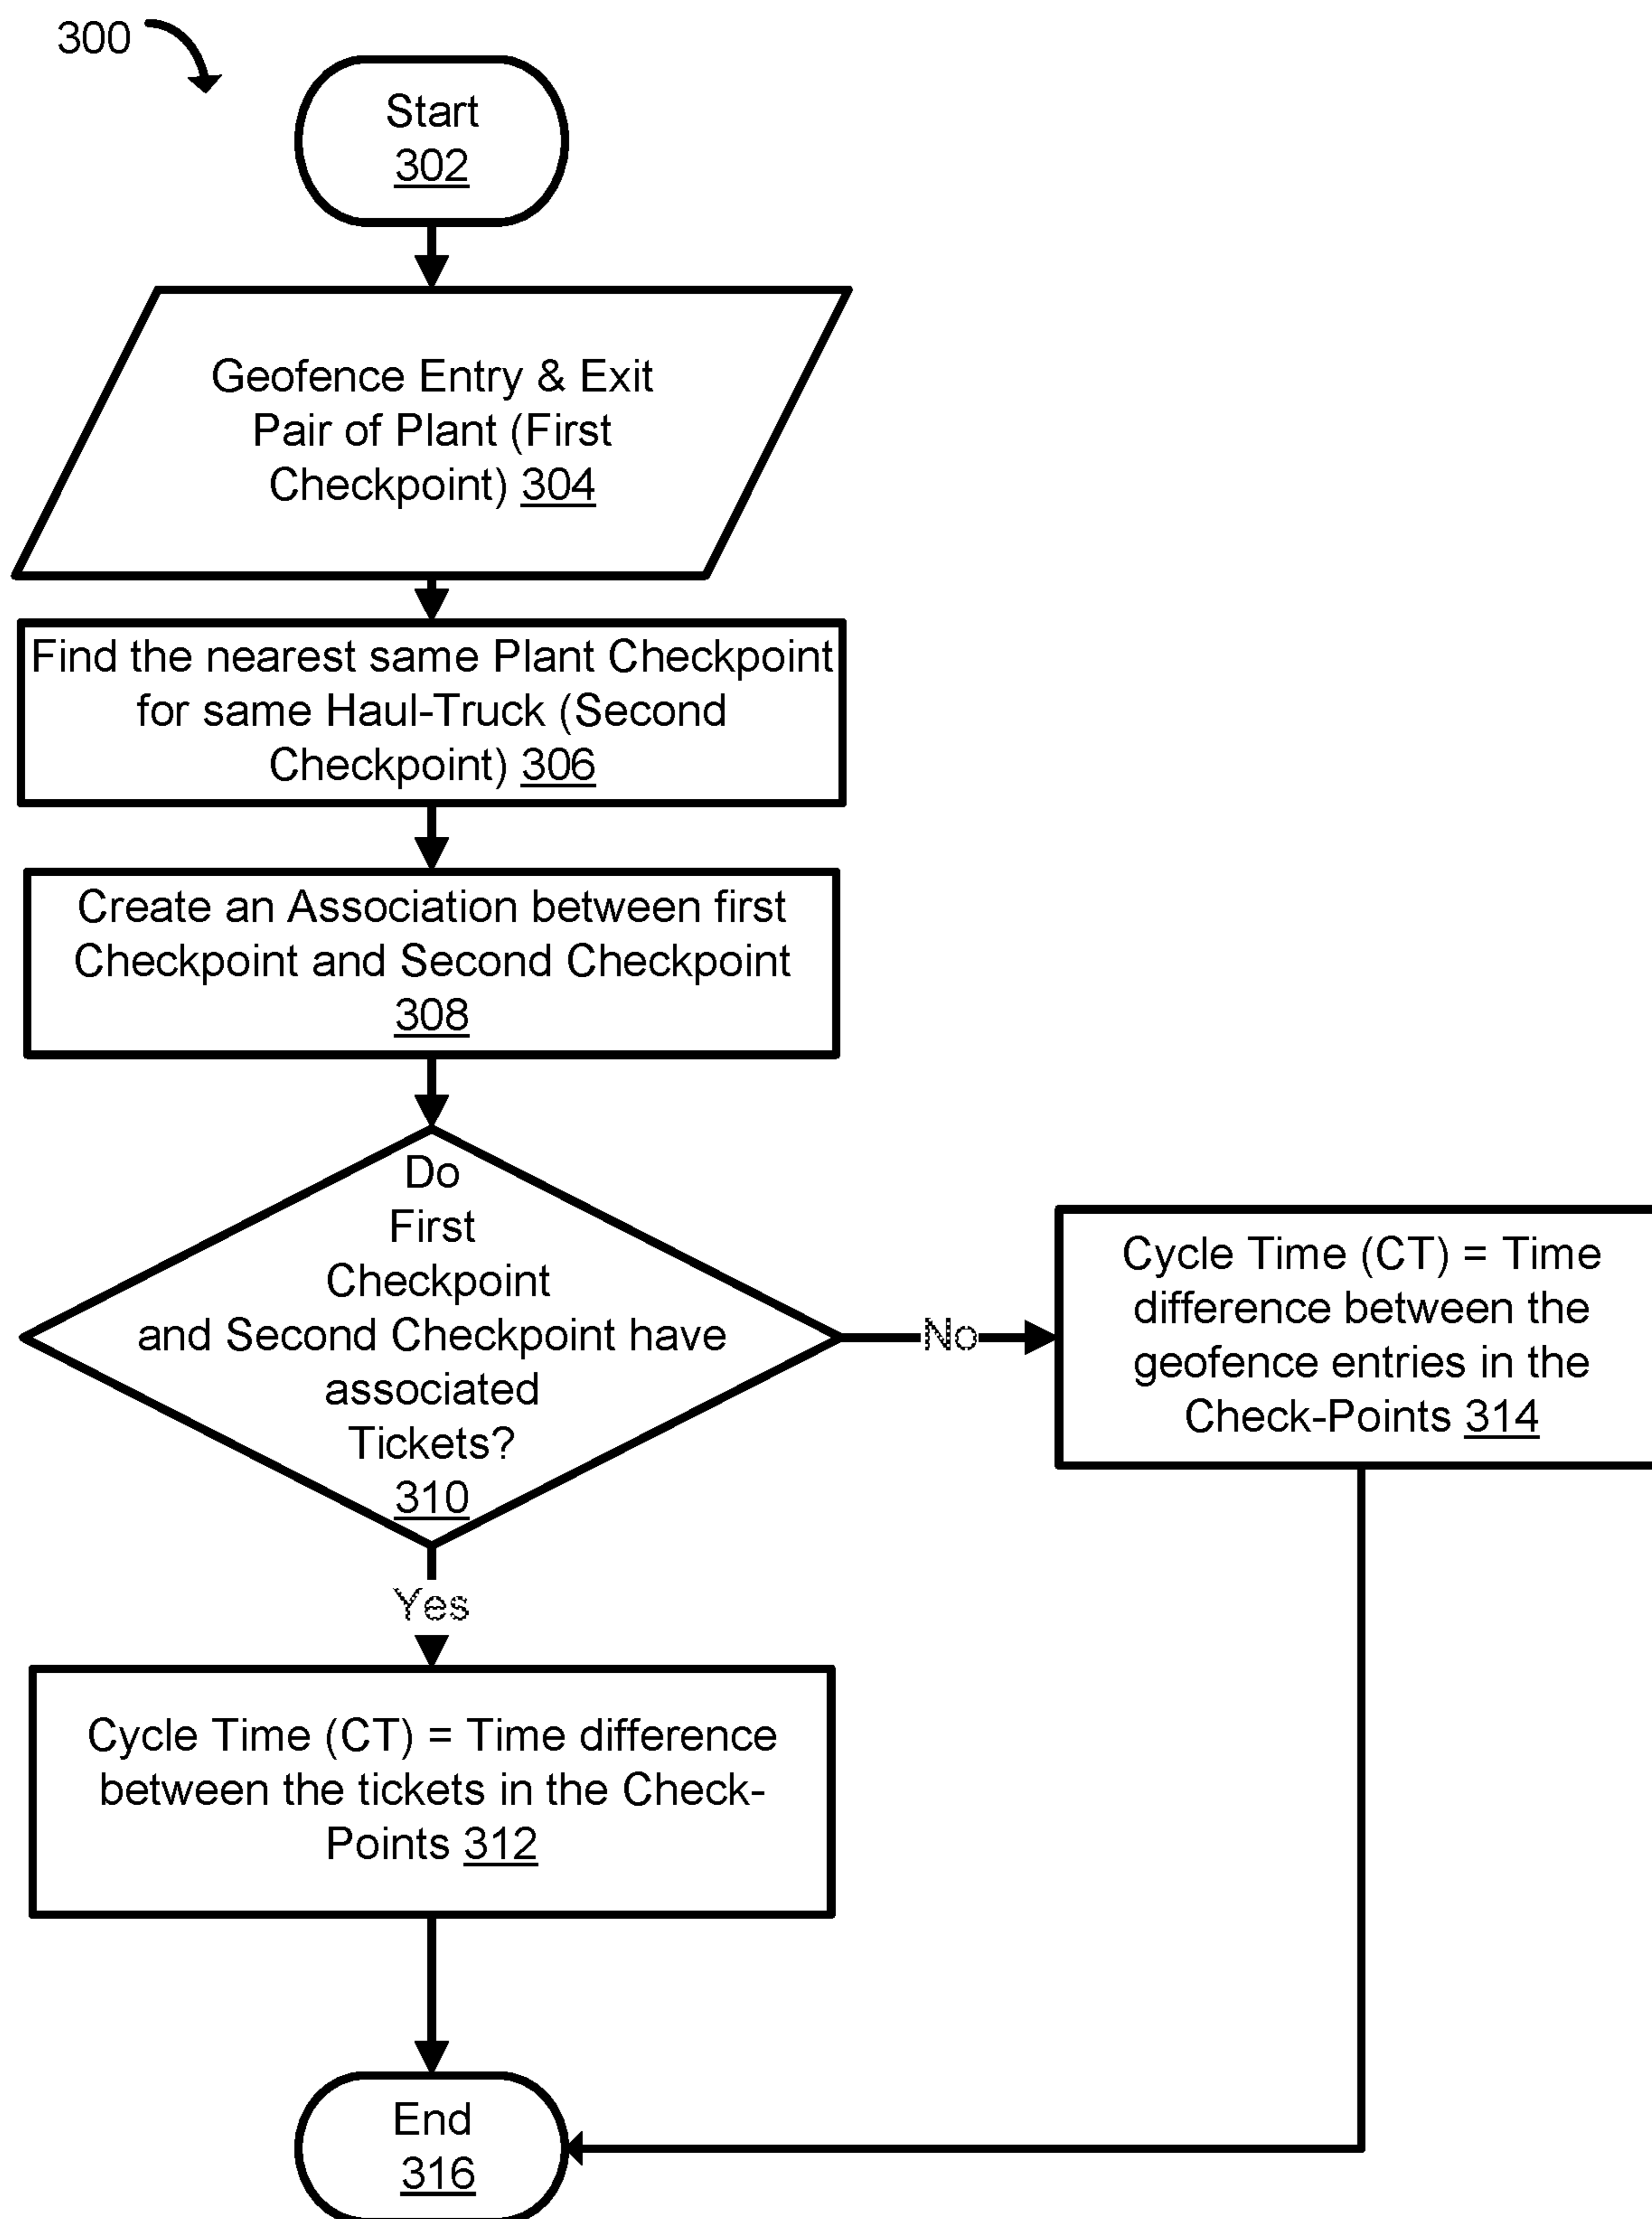 300
Start
302
Geofence Entry & Exit
Pair of Plant (First
Checkpoint) 304
Find the nearest same Plant Checkpoint
for same Haul-Truck (Second
Checkpoint) 306
Create an Association between first
Checkpoint and Second Checkpoint
308
Do
First
Checkpoint
and Second Checkpoint have
associated
Tickets?
310
No
Cycle Time (CT) = Time
difference between the
geofence entries in the
Check-Points 314
Yes
Cycle Time (CT) = Time difference
between the tickets in the Check-
Points 312
End
316